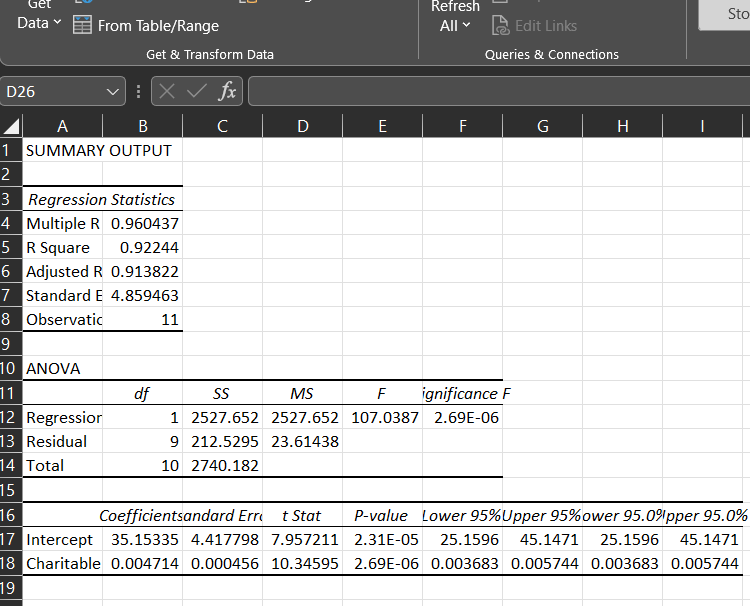 Get
Data
From Table/Range
Get & Transform Data
Refresh
All
Edit Links
Queries & Connections
Sto
D26
fx
A B C D E F G H I
1 SUMMARY OUTPUT
2
3 Regression Statistics
4 Multiple R 0.960437
5 R Square 0.92244
6 Adjusted R 0.913822
7 Standard E 4.859463
8 Observatic 11
9
10 ANOVA
11 df SS MS F ignificance F
12 Regression 1 2527.652 2527.652 107.0387 2.69E-06
13 Residual 9 212.5295 23.61438
14 Total 10 2740.182
15
16 Coefficients andard Erro t Stat P-value Lower 95% Upper 95% ower 95.0% pper 95.0%
17 Intercept 35.15335 4.417798 7.957211 2.31E-05 25.1596 45.1471 25.1596 45.1471
18 Charitable 0.004714 0.000456 10.34595 2.69E-06 0.003683 0.005744 0.003683 0.005744
19